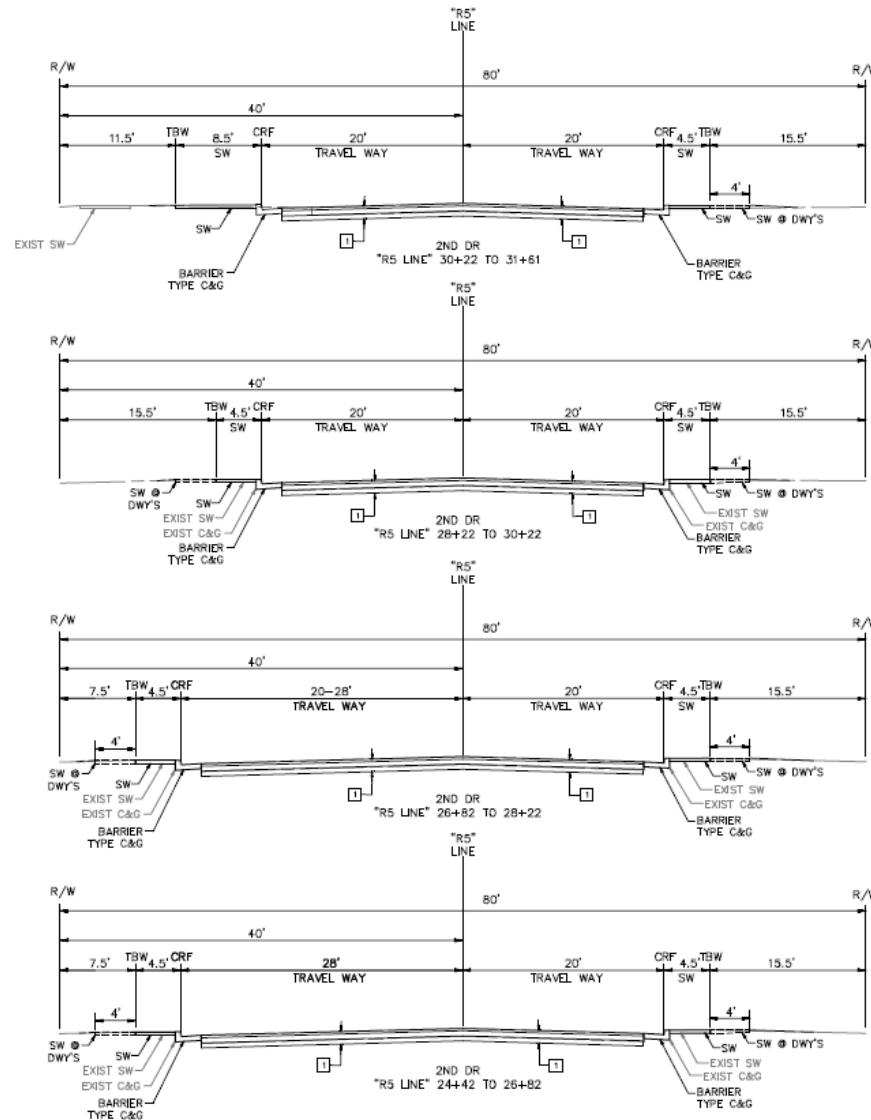 "R5"
LINE
R/W
R/W
80'
40'
11.5'
TBW
8.5'
SW
CRF
20'
TRAVEL WAY
20'
TRAVEL WAY
CRF
4.5'
SW
TBW
15.5'
4'
EXIST SW
SW
BARRIER
TYPE C&G
1
1
2ND DR
"R5 LINE" 30+22 TO 31+61
SW
SW @ DWY'S
BARRIER
TYPE C&G
"R5"
LINE
R/W
R/W
80'
40'
15.5'
TBW
4.5'
SW
CRF
20'
TRAVEL WAY
20'
TRAVEL WAY
CRF
4.5'
SW
TBW
15.5'
4'
SW @
DWY'S
SW
EXIST SW
EXIST C&G
BARRIER
TYPE C&G
1
1
2ND DR
"R5 LINE" 28+22 TO 30+22
SW
SW @ DWY'S
EXIST SW
EXIST C&G
BARRIER
TYPE C&G
"R5"
LINE
R/W
R/W
80'
40'
7.5'
TBW
4.5'
CRF
20-28'
TRAVEL WAY
20'
TRAVEL WAY
CRF
4.5'
SW
TBW
15.5'
4'
4'
SW @
DWY'S
SW
EXIST SW
EXIST C&G
BARRIER
TYPE C&G
1
1
2ND DR
"R5 LINE" 26+82 TO 28+22
SW
SW @ DWY'S
EXIST SW
EXIST C&G
BARRIER
TYPE C&G
"R5"
LINE
R/W
R/W
80'
40'
7.5'
TBW
4.5'
CRF
28'
TRAVEL WAY
20'
TRAVEL WAY
CRF
4.5'
SW
TBW
15.5'
4'
4'
SW @
DWY'S
SW
EXIST SW
EXIST C&G
BARRIER
TYPE C&G
1
1
2ND DR
"R5 LINE" 24+42 TO 26+82
SW
SW @ DWY'S
EXIST SW
EXIST C&G
BARRIER
TYPE C&G